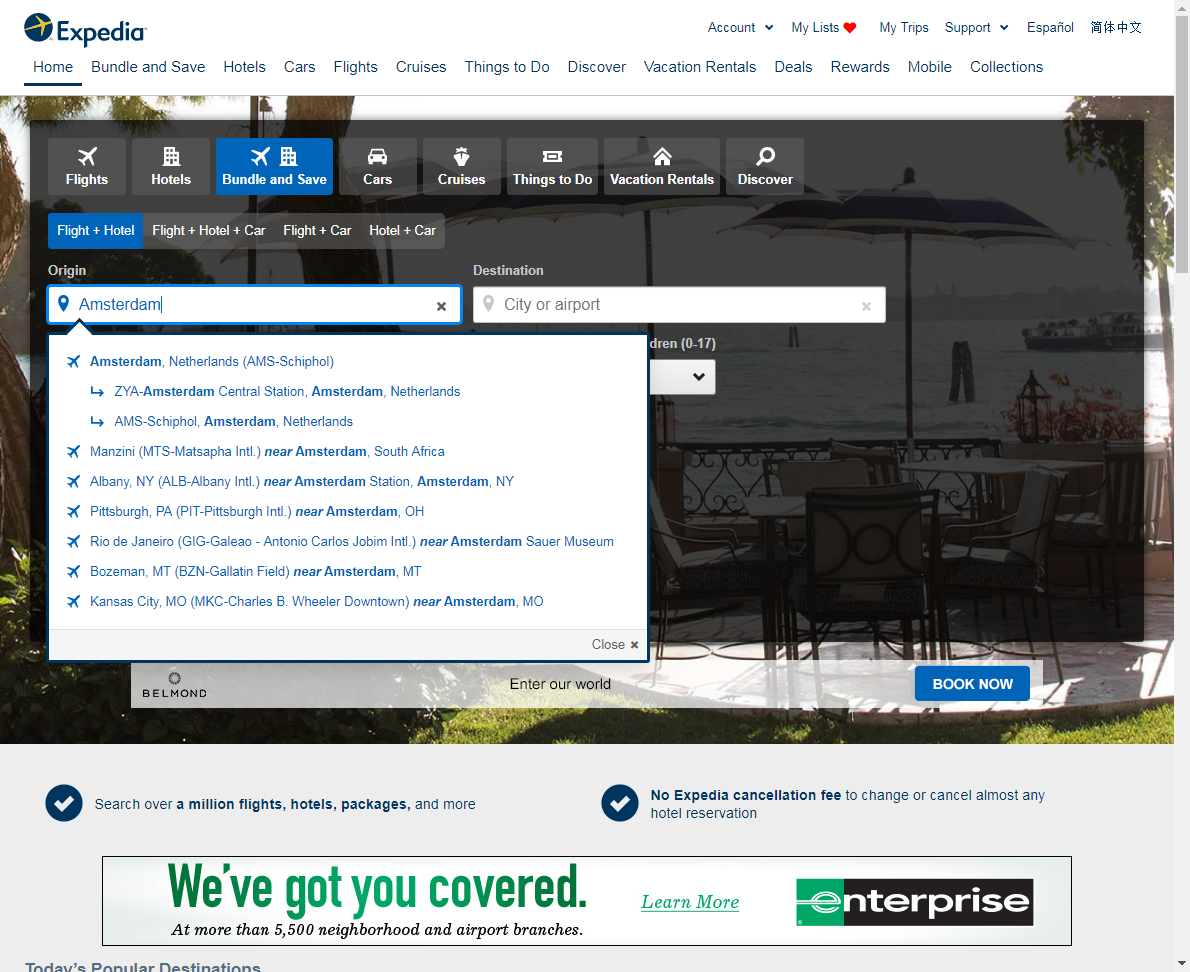 Expedia
Account
My Lists
My Trips
Support
Español
简体中文
Home
Bundle and Save
Hotels
Cars
Flights
Cruises
Things to Do
Discover
Vacation Rentals
Deals
Rewards
Mobile
Collections
Flights
Hotels
Bundle and Save
Cars
Cruises
Things to Do
Vacation Rentals
Discover
Flight + Hotel
Flight + Hotel + Car
Flight + Car
Hotel + Car
Origin
Destination
Amsterdam
City or airport
dren (0-17)
Amsterdam, Netherlands (AMS-Schiphol)
ZYA-Amsterdam Central Station, Amsterdam, Netherlands
AMS-Schiphol, Amsterdam, Netherlands
Manzini (MTS-Matsapha Intl.) near Amsterdam, South Africa
Albany, NY (ALB-Albany Intl.) near Amsterdam Station, Amsterdam, NY
Pittsburgh, PA (PIT-Pittsburgh Intl.) near Amsterdam, OH
Rio de Janeiro (GIG-Galeao - Antonio Carlos Jobim Intl.) near Amsterdam Sauer Museum
Bozeman, MT (BZN-Gallatin Field) near Amsterdam, MT
Kansas City, MO (MKC-Charles B. Wheeler Downtown) near Amsterdam, MO
Close
BELMOND
Enter our world
BOOK NOW
Search over a million flights, hotels, packages, and more
No Expedia cancellation fee to change or cancel almost any
hotel reservation
We've got you covered.
At more than 5,500 neighborhood and airport branches.
Learn More
enterprise
Today's Popular Destinations